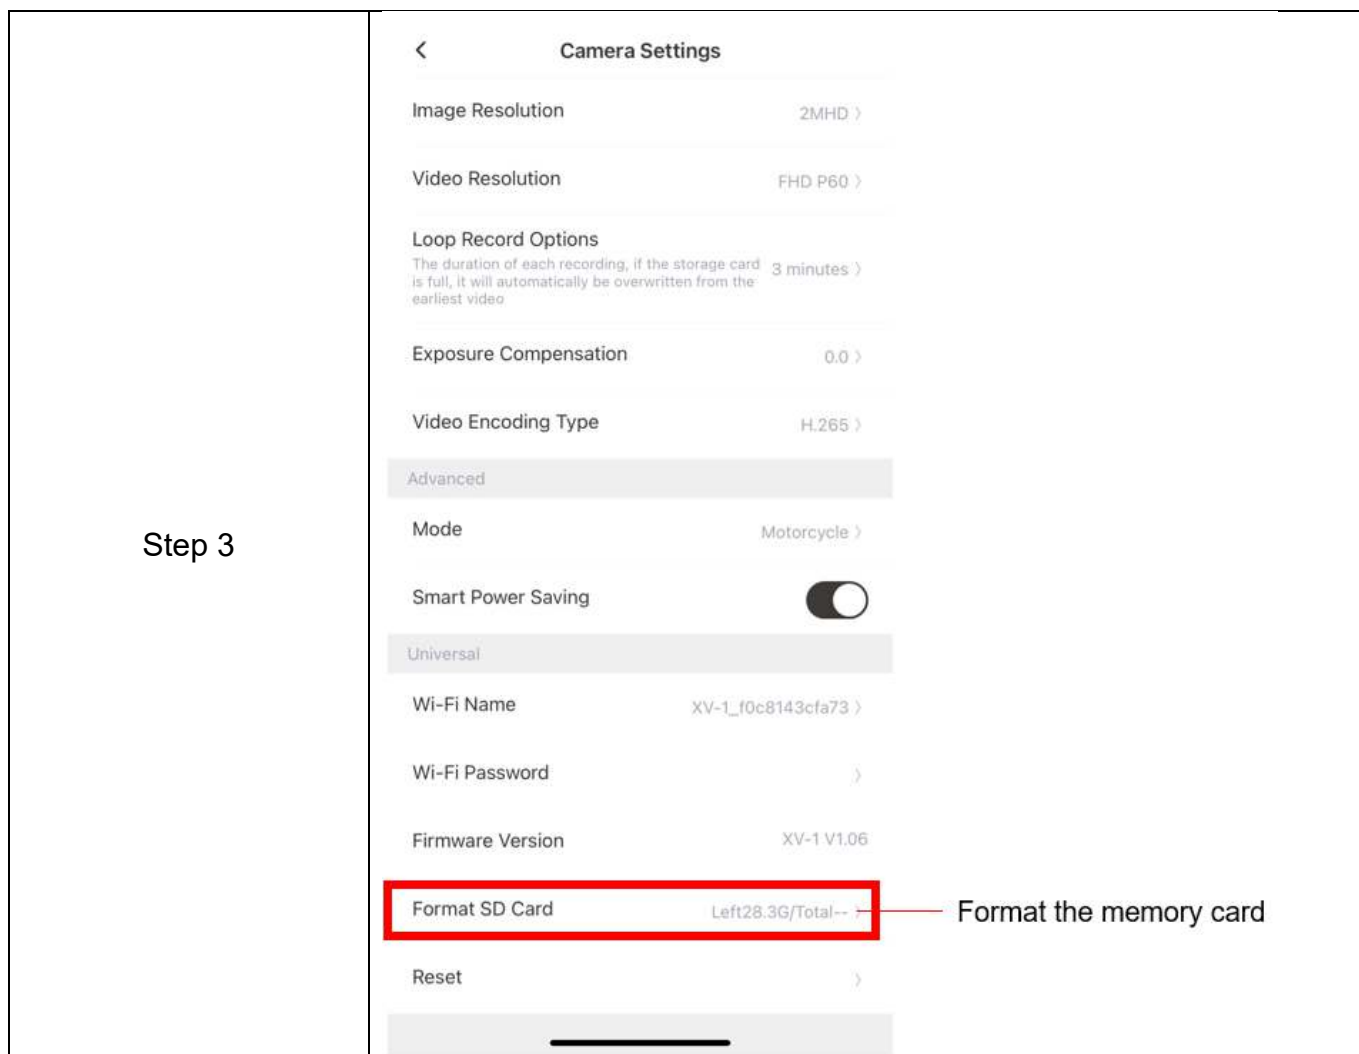 Step 3
Camera Settings
Image Resolution 2MHD
Video Resolution FHD P60
Loop Record Options
The duration of each recording, if the storage card
is full, it will automatically be overwritten from the
earliest video
3 minutes
Exposure Compensation 0.0
Video Encoding Type H.265
Advanced
Mode Motorcycle
Smart Power Saving
Universal
Wi-Fi Name XV-1_f0c8143cfa73
Wi-Fi Password
Firmware Version XV-1 V1.06
Format SD Card Left28.3G/Total-- Format the memory card
Reset